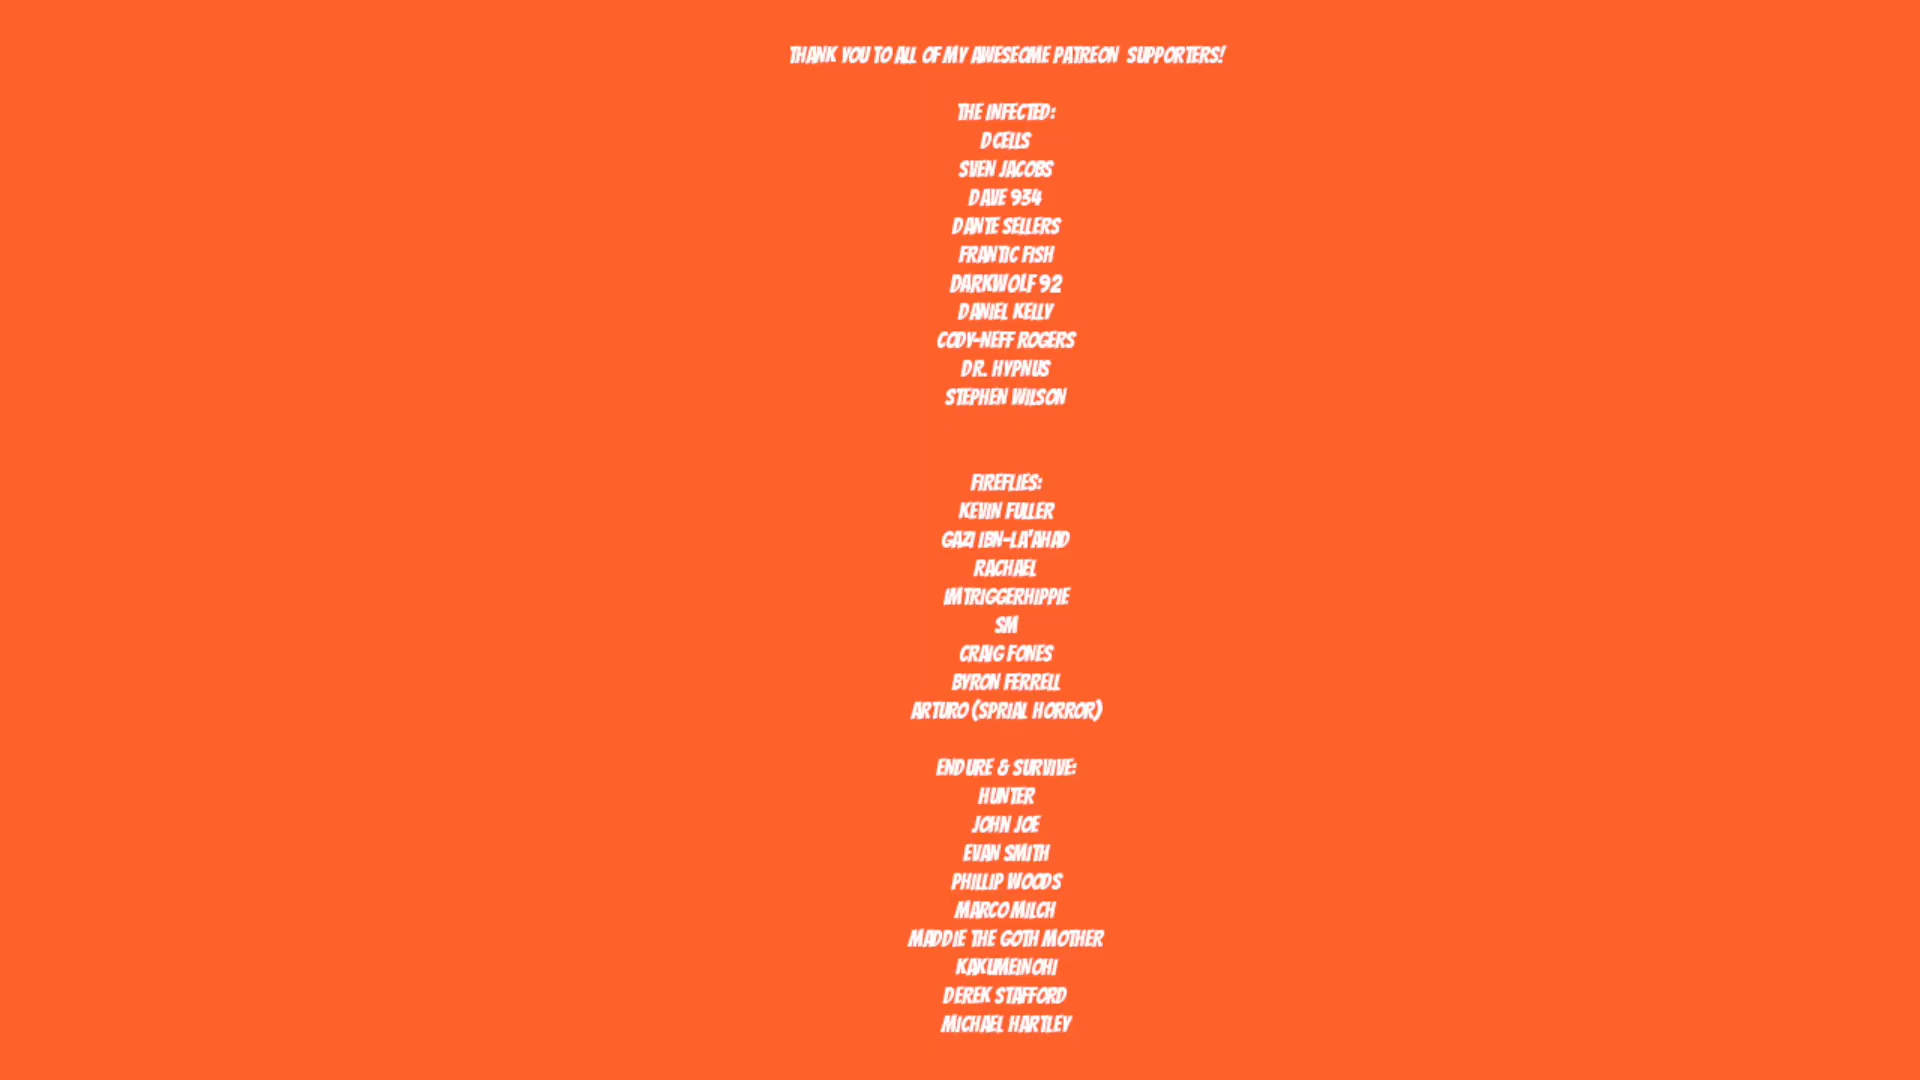 THANK YOU TO ALL OF MY AWESEOME PATREON SUPPORTERS!
THE INFECTED:
DCELLS
SVEN JACOBS
DAVE 934
DANTE SELLERS
FRANTIC FISH
DARKWOLF 92
DANIEL KELLY
CODY-NEFF ROGERS
DR. HYPNUS
STEPHEN WILSON
FIREFLIES:
KEVIN FULLER
GAZI IBN-LA'AHAD
RACHAEL
IMTRIGGERHIPPIE
SM
CRAIG FONES
BYRON FERRELL
ARTURO (SPRIAL HORROR)
ENDURE & SURVIVE:
HUNTER
JOHN JOE
EVAN SMITH
PHILLIP WOODS
MARCO MILCH
MADDIE THE GOTH MOTHER
KAKUMEINOHI
DEREK STAFFORD
MICHAEL HARTLEY